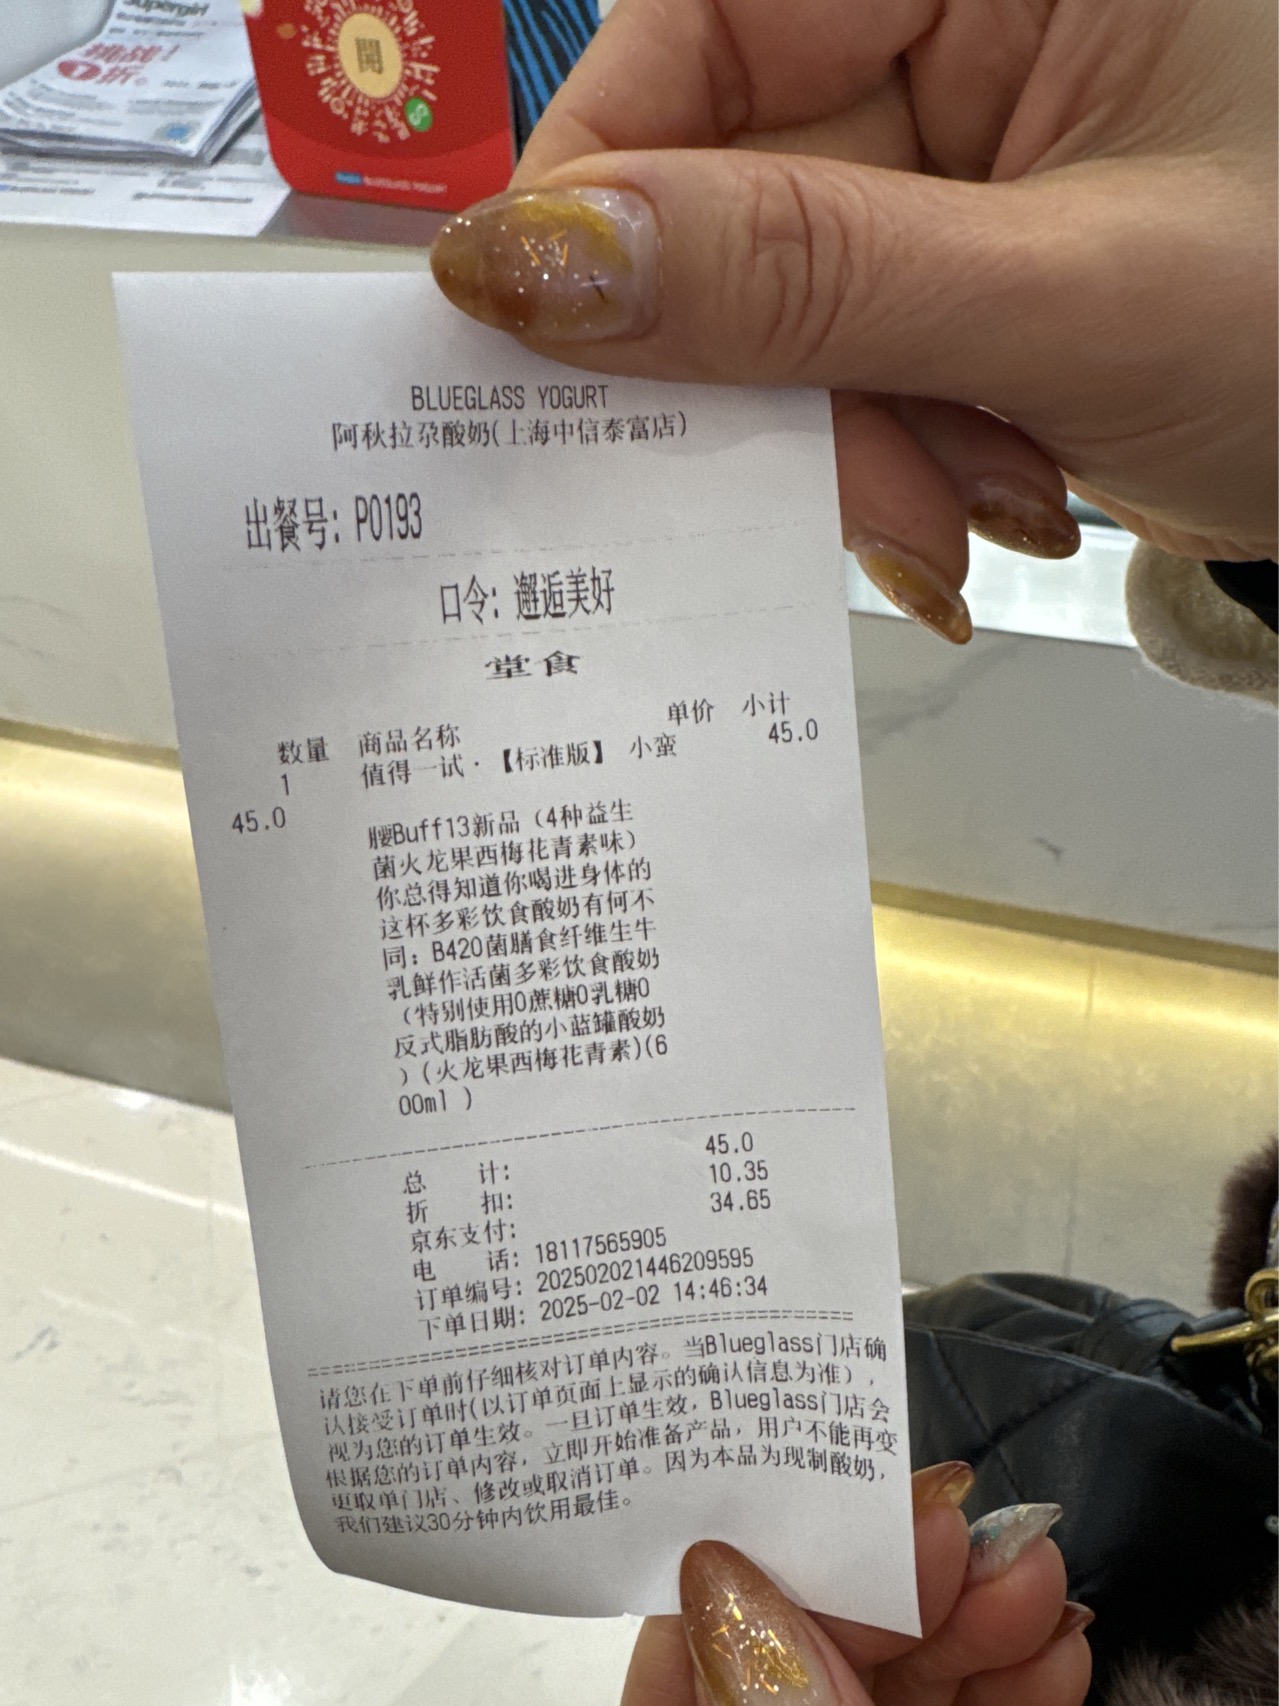 Supergirl
挑战!
1折。
開
BLUEGLASS YOGURT
BLUEGLASS YOGURT
阿秋拉尕酸奶(上海中信泰富店)
出餐号: P0193
口令: 邂逅美好
堂食
数量 商品名称 单价 小计
1 值得一试·【标准版】 小蛮 45.0
45.0
腰Buff13新品（4种益生
菌火龙果西梅花青素味）
你总得知道你喝进身体的
这杯多彩饮食酸奶有何不
同: B420菌膳食纤维生牛
乳鲜作活菌多彩饮食酸奶
（特别使用0蔗糖0乳糖0
反式脂肪酸的小蓝罐酸奶
）(火龙果西梅花青素)(6
00ml )
总 计: 45.0
折 扣: 10.35
京东支付: 34.65
电 话: 18117565905
订单编号: 202502021446209595
下单日期: 2025-02-02 14:46:34
请您在下单前仔细核对订单内容。当Blueglass门店确
认接受订单时(以订单页面上显示的确认信息为准)，
视为您的订单生效。一旦订单生效, Blueglass门店会
根据您的订单内容, 立即开始准备产品, 用户不能再变
更取单门店、修改或取消订单。因为本品为现制酸奶,
我们建议30分钟内饮用最佳。